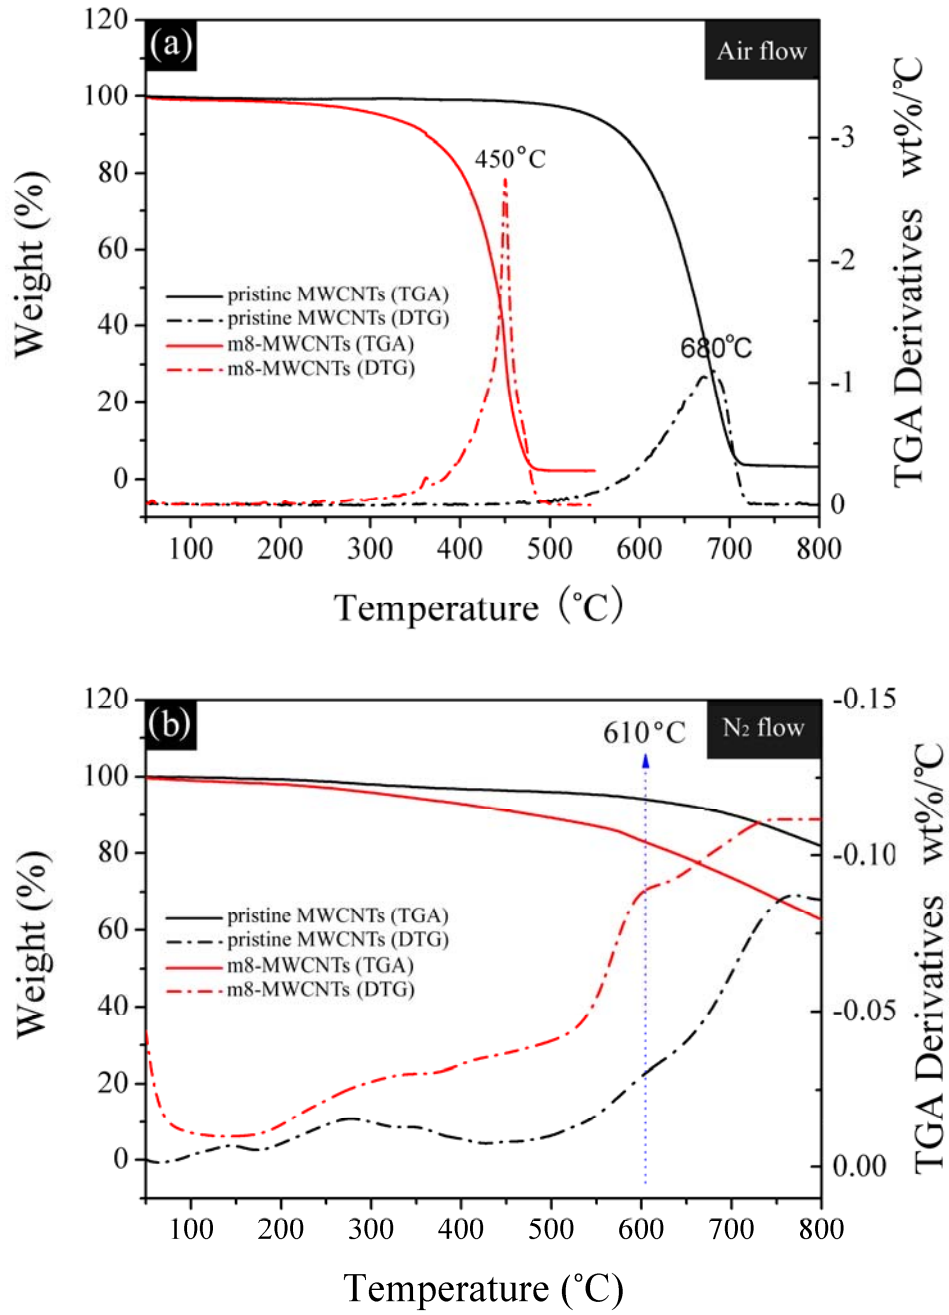 (a)
Air flow
120
100
80
60
40
20
0
Weight (%)
-3
-2
-1
0
TGA Derivatives wt%/℃
450°C
680°C
pristine MWCNTs (TGA)
pristine MWCNTs (DTG)
m8-MWCNTs (TGA)
m8-MWCNTs (DTG)
100 200 300 400 500 600 700 800
Temperature (°C)
(b)
N₂ flow
120
100
80
60
40
20
0
Weight (%)
-0.15
-0.10
-0.05
0.00
TGA Derivatives wt%/℃
610°C
pristine MWCNTs (TGA)
pristine MWCNTs (DTG)
m8-MWCNTs (TGA)
m8-MWCNTs (DTG)
100 200 300 400 500 600 700 800
Temperature (°C)